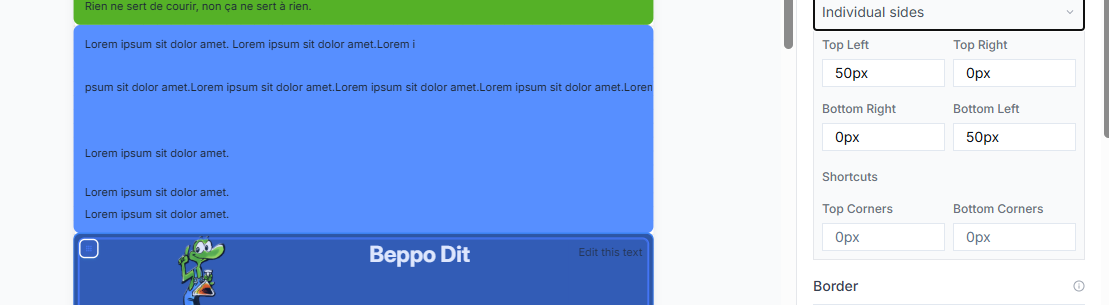 Rien ne sert de courir, non ça ne sert à rien.
Lorem ipsum sit dolor amet. Lorem ipsum sit dolor amet.Lorem i
psum sit dolor amet.Lorem ipsum sit dolor amet.Lorem ipsum sit dolor amet.Lorem ipsum sit dolor amet.Lorem
Lorem ipsum sit dolor amet.
Lorem ipsum sit dolor amet.
Lorem ipsum sit dolor amet.
Beppo Dit
Edit this text
Individual sides
Top Left
Top Right
50px
0px
Bottom Right
Bottom Left
0px
50px
Shortcuts
Top Corners
Bottom Corners
0px
0px
Border